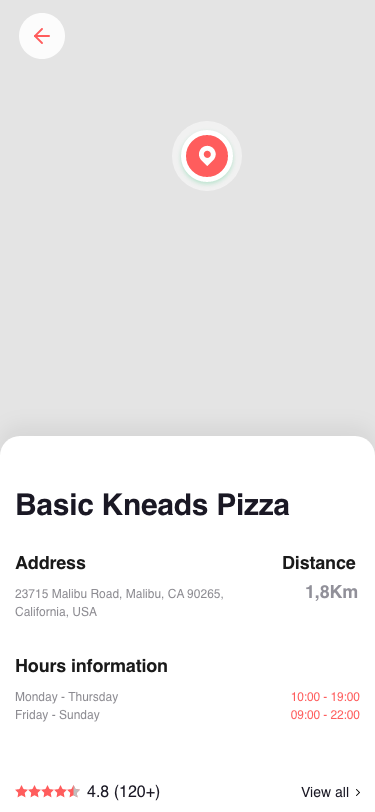 Basic Kneads Pizza
Address
Distance
23715 Malibu Road, Malibu, CA 90265,
California, USA
1,8Km
Hours information
Monday - Thursday 10:00 - 19:00
Friday - Sunday 09:00 - 22:00
4.8 (120+) View all